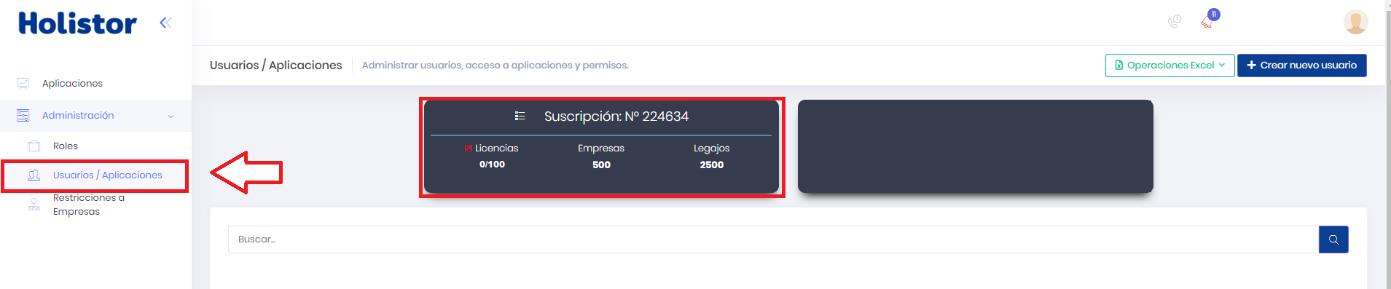 Holistor
11
Usuarios / Aplicaciones Administrar usuarios, acceso a aplicaciones y permisos. Operaciones Excel + Crear nuevo usuario
Aplicaciones
Administración
Roles
Usuarios / Aplicaciones
Restricciones a
Empresas
Suscripción: N° 224634
Licencias Empresas Legajos
0/100 500 2500
Buscar...